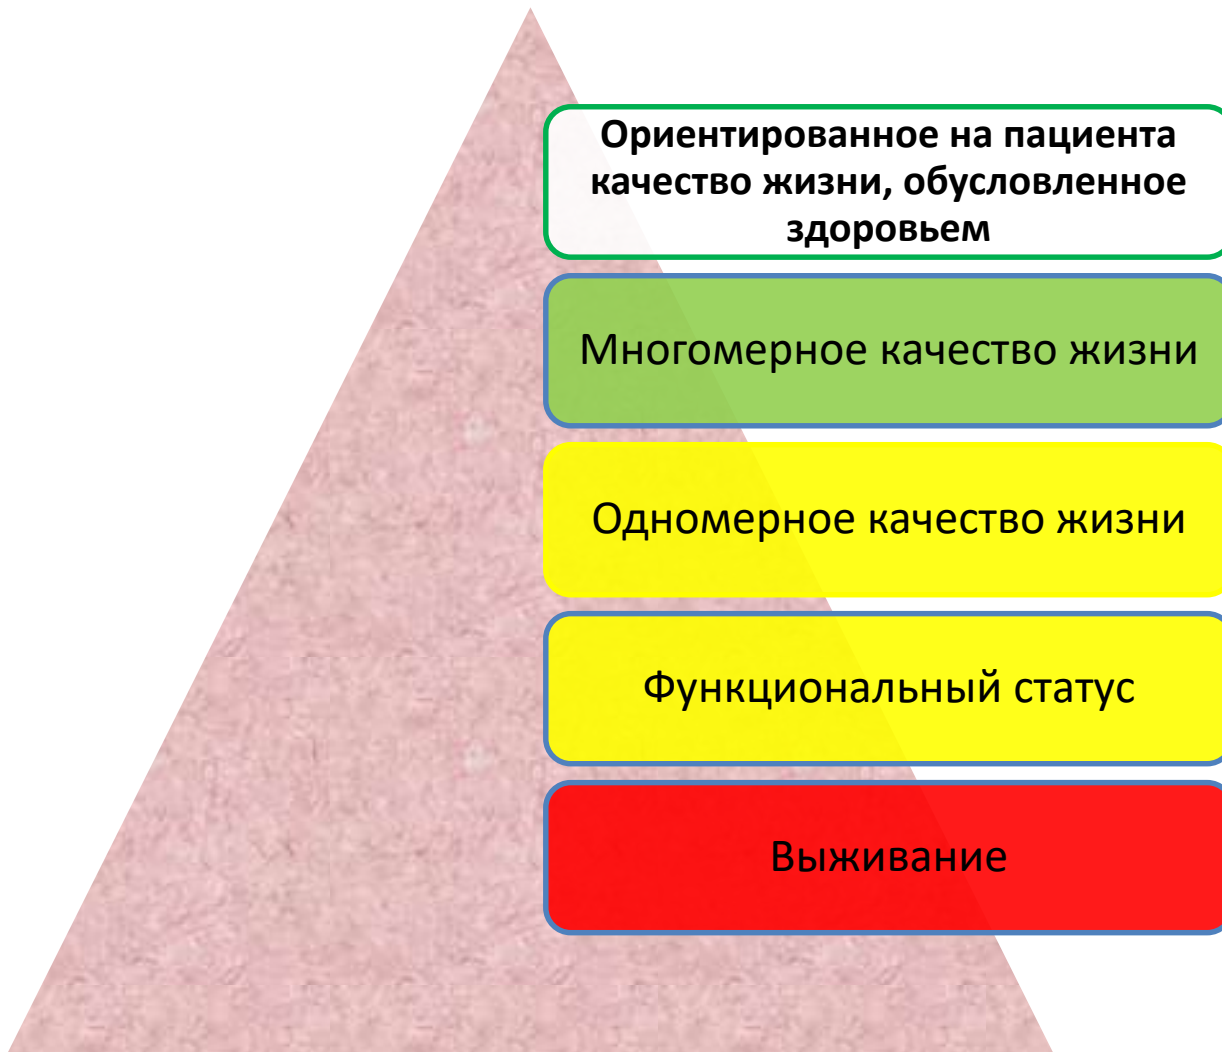 Ориентированное на пациента
качество жизни, обусловленное
здоровьем
Многомерное качество жизни
Одномерное качество жизни
Функциональный статус
Выживание